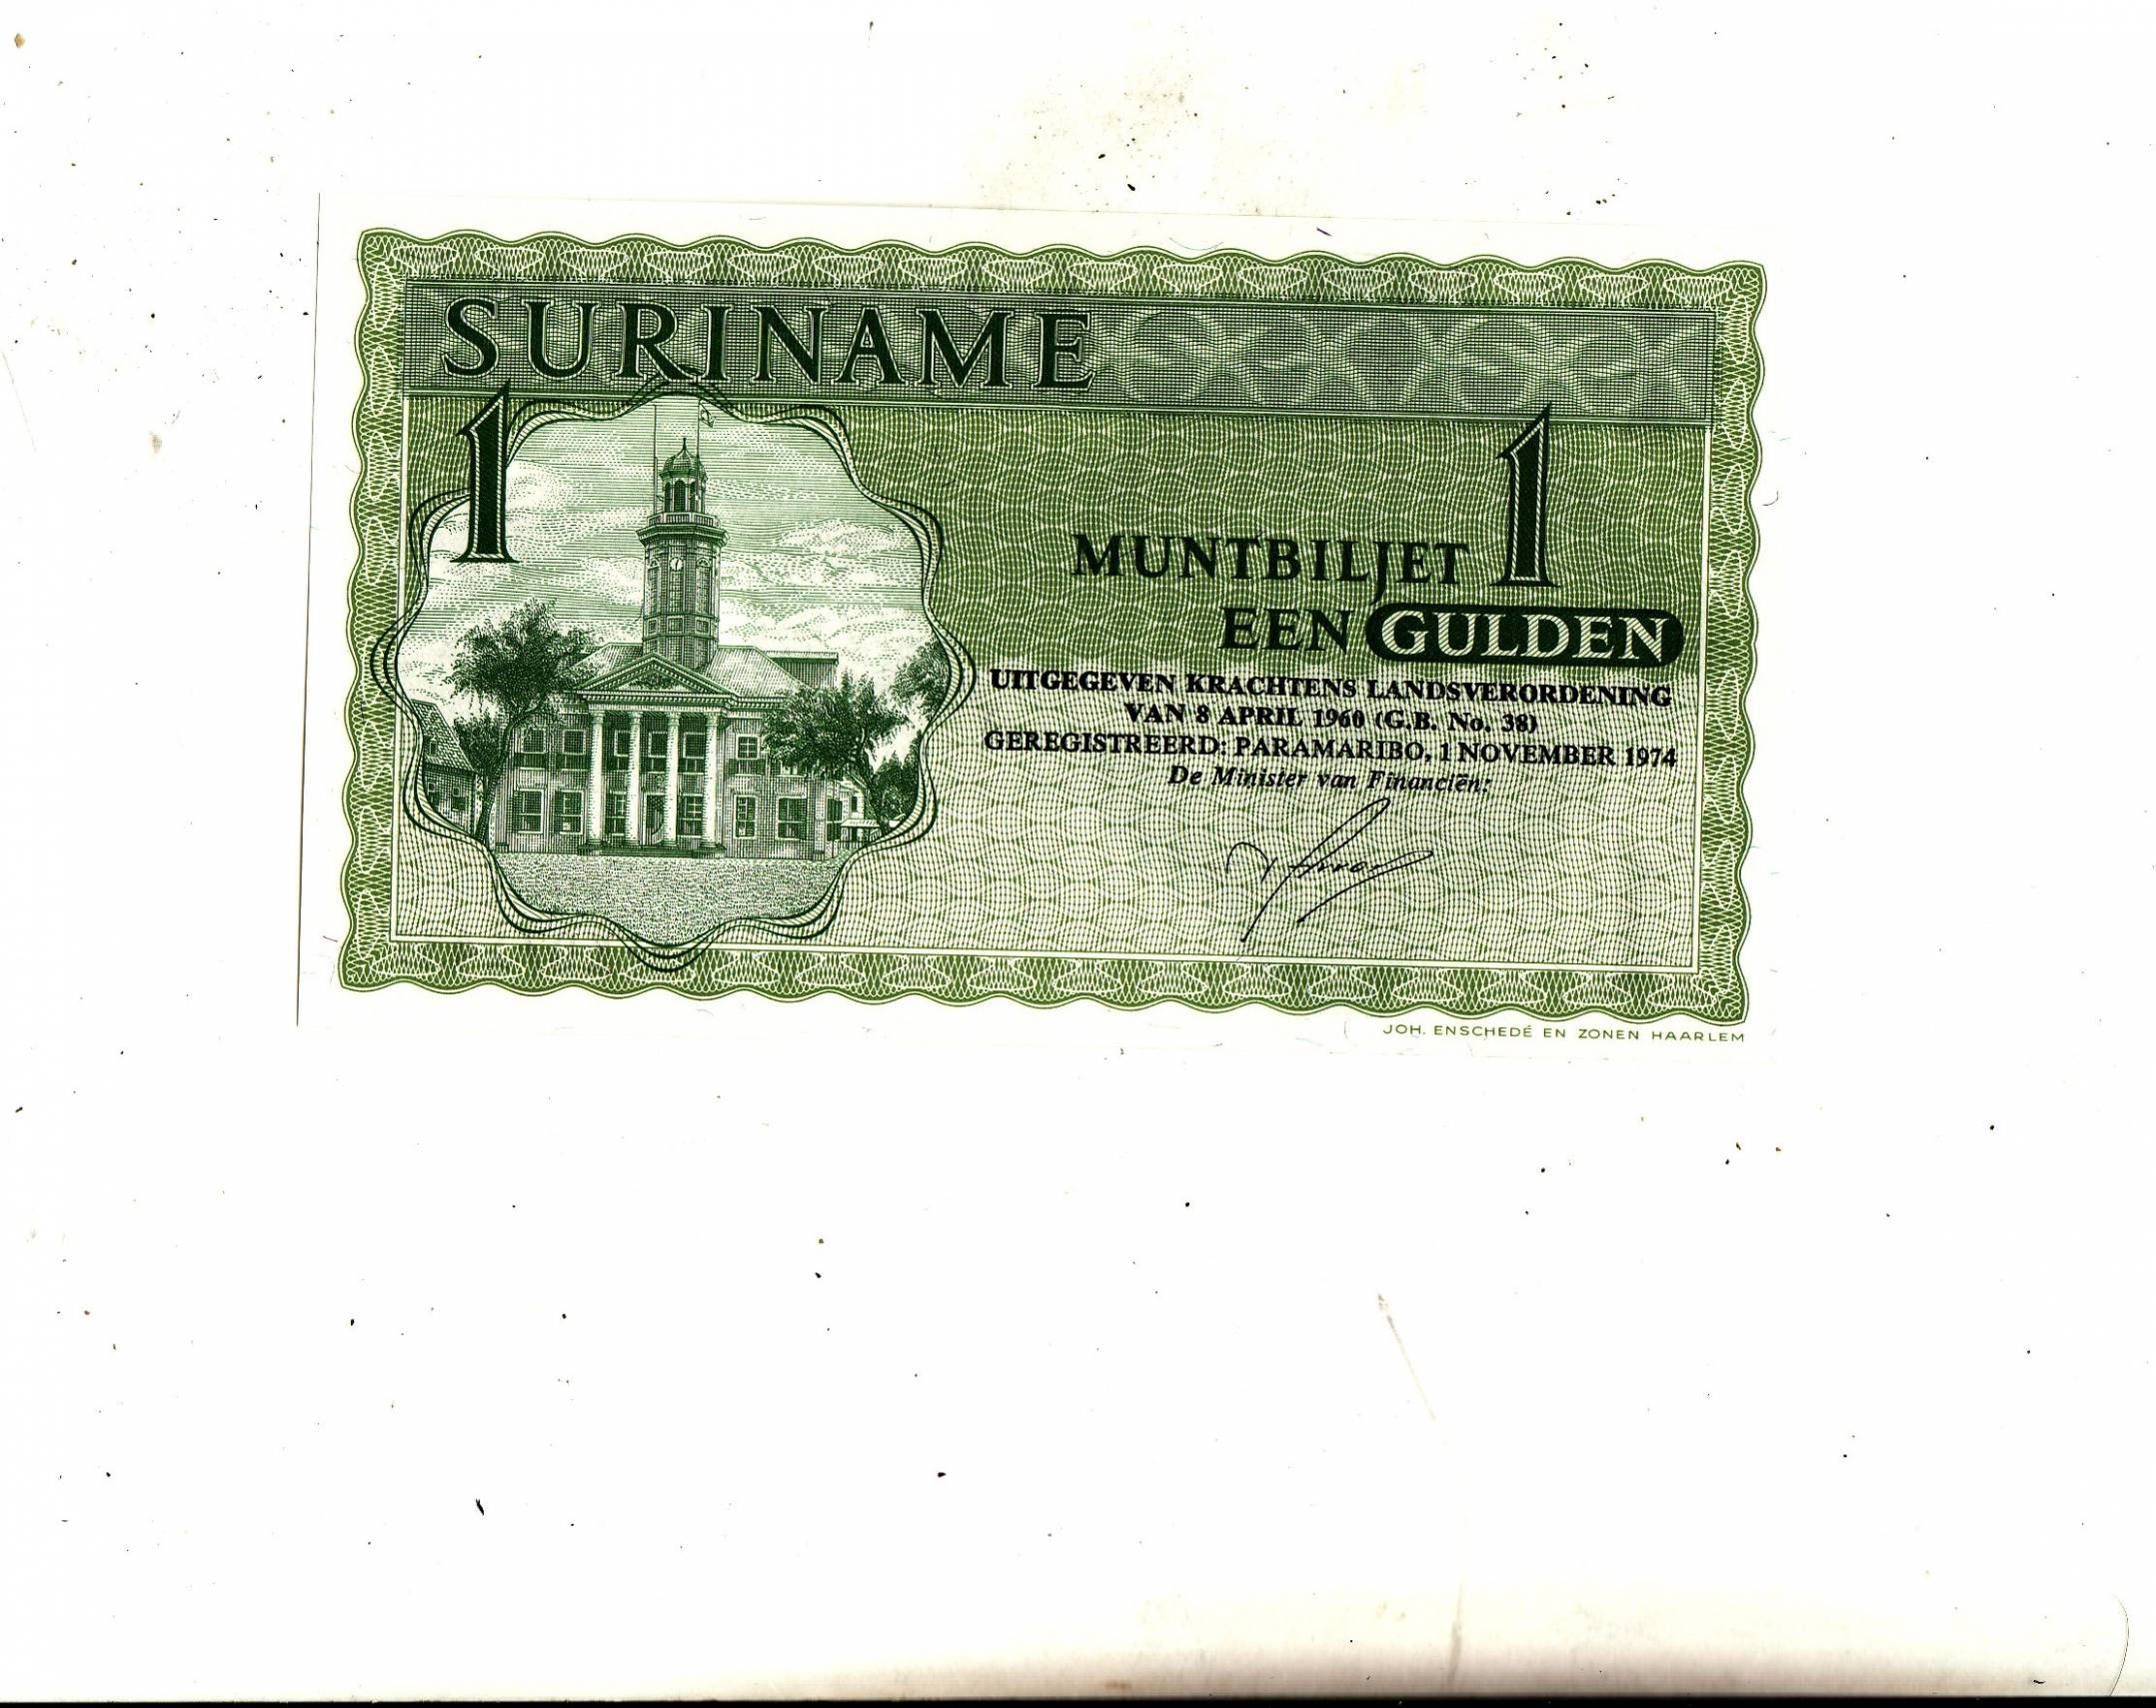 SURINAME
1
1
MUNTBILJET
EEN GULDEN
UITGEGEVEN KRACHTENS LANDSVERORDENING
VAN 8 APRIL 1960 (G.B. No. 38)
GEREGISTREERD: PARAMARIBO, 1 NOVEMBER 1974
De Minister van Financiën:
JOH. ENSCHEDÉ EN ZONEN HAARLEM